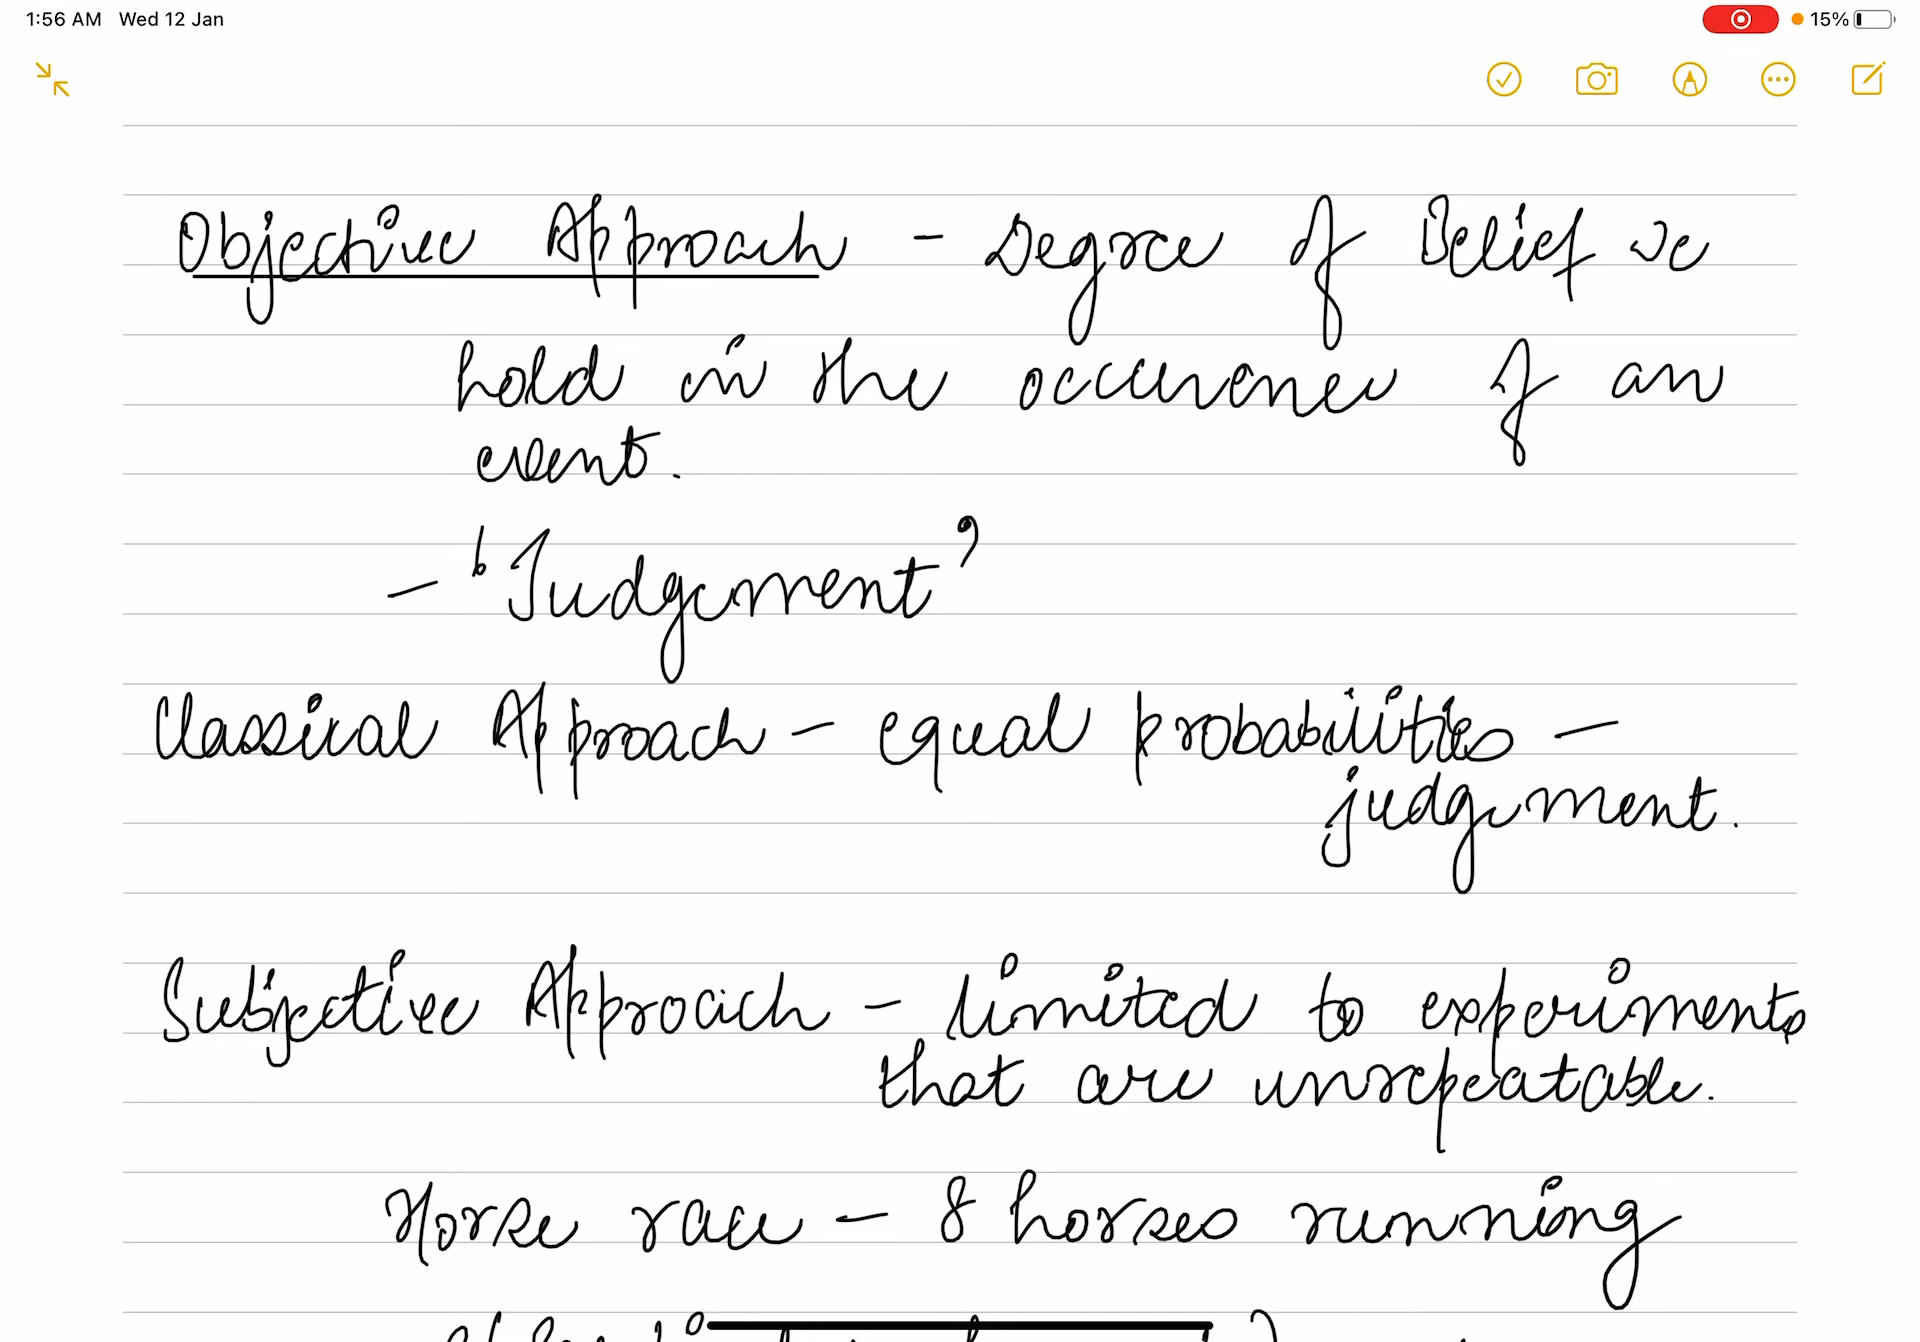 1:56 AM Wed 12 Jan
15%
Objective Approach - Degree of Belief we
hold in the occurence of an
event.
- 'Judgement'
Classical Approach - equal probabilities -
judgement.
Subjective Approach - limited to experiments
that are unrepeatable.
Horse race - 8 horses running